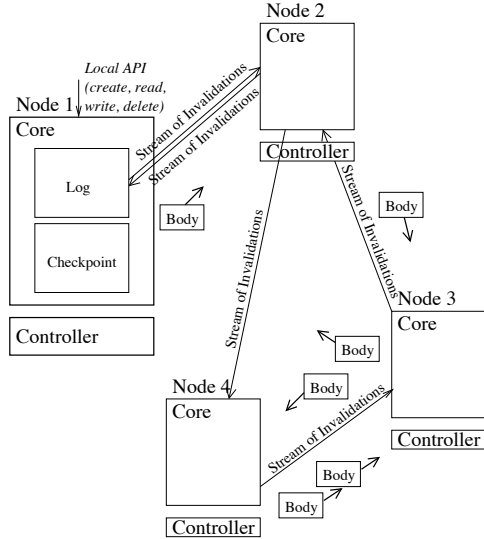 Node 2
Core
Controller
Local API
(create, read,
write, delete)
Node 1
Core
Log
Checkpoint
Controller
Stream of Invalidations
Stream of Invalidations
Body
Stream of Invalidations
Stream of Invalidations
Body
Node 3
Core
Controller
Body
Body
Node 4
Core
Controller
Stream of Invalidations
Body
Body